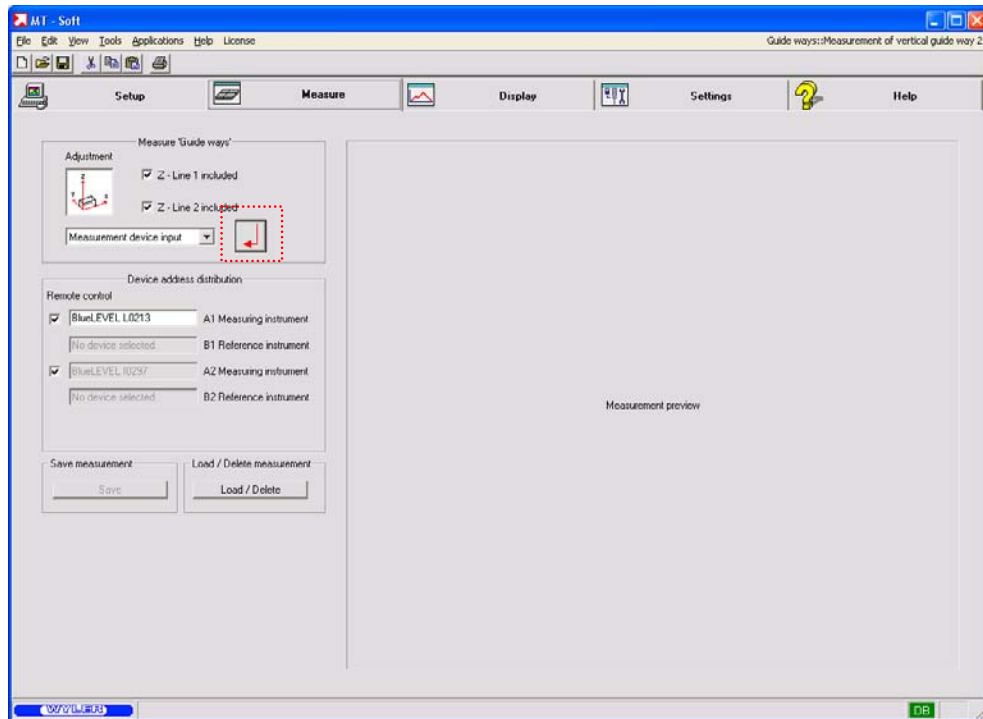 MT - Soft
File Edit View Tools Applications Help License
Guide ways::Measurement of vertical guide way 2
Setup
Measure
Display
Settings
Help
Measure 'Guide ways'
Adjustment
Z - Line 1 included
Z - Line 2 included
Measurement device input
Device address distribution
Remote control
BlueLEVEL L0213
A1 Measuring instrument
No device selected
B1 Reference instrument
BlueLEVEL I0297
A2 Measuring instrument
No device selected
B2 Reference instrument
Save measurement
Save
Load / Delete measurement
Load / Delete
Measurement preview
WYLER
DB